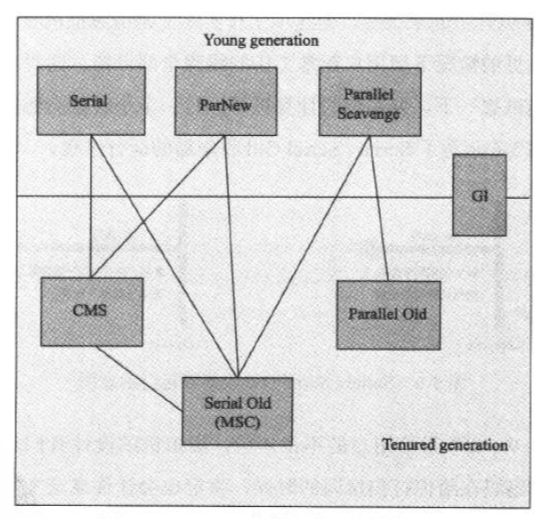 Young generation
Serial
ParNew
Parallel
Scavenge
G1
CMS
Parallel Old
Serial Old
(MSC)
Tenured generation